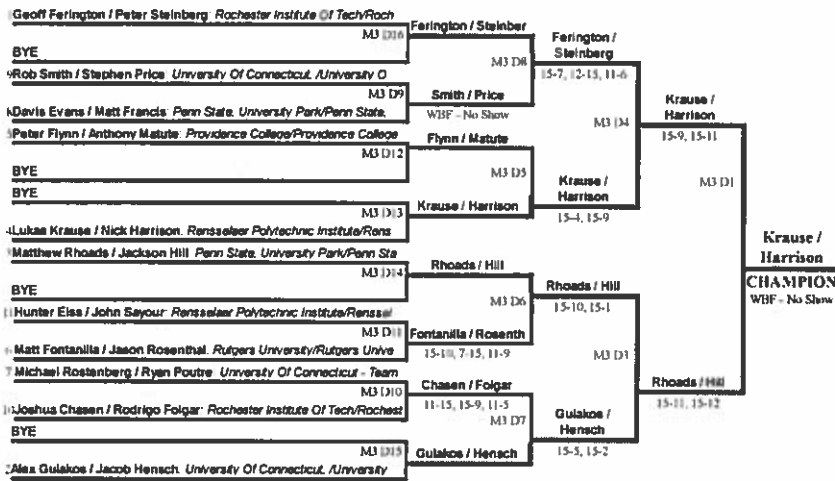 Geoff Ferington / Peter Steinberg: Rochester Institute Of Tech/Roch
M3 D16
BYE
9 Rob Smith / Stephen Price. University Of Connecticut, /University O
M3 D9
Davis Evans / Matt Francis: Penn State, University Park/Penn State,
5 Peter Flynn / Anthony Matute: Providence College/Providence College
M3 D12
BYE
BYE
M3 D13
4 Lukas Krause / Nick Harrison. Rensselaer Polytechnic Institute/Rens
Matthew Rhoads / Jackson Hill Penn State, University Park/Penn Sta
M3 D14
BYE
11 Hunter Eiss / John Sayour: Rensselaer Polytechnic Institute/Renssel
M3 D11
6 Matt Fontanilla / Jason Rosenthal. Rutgers University/Rutgers Unive
7 Michael Rostenberg / Ryan Poutre: University Of Connecticut - Team
M3 D10
10 Joshua Chasen / Rodrigo Folgar: Rochester Institute Of Tech/Rochest
BYE
M3 D15
2 Alex Gulakos / Jacob Hensch. University Of Connecticut, /University
Ferington / Steinber
M3 D8
Smith / Price
WBF - No Show
Flynn / Matute
M3 D5
Krause / Harrison
Rhoads / Hill
M3 D6
Fontanilla / Rosenth
7-15, 11-9
Chasen / Folgar
11-15, 15-9, 11-5
M3 D7
Gulakos / Hensch
Ferington /
Steinberg
15-7, 12-15, 11-6
M3 D4
Krause /
Harrison
15-4, 15-9
Rhoads / Hill
15-10, 15-1
M3 D3
Gulakos /
Hensch
15-5, 15-2
Krause /
Harrison
15-9, 15-11
M3 D1
Rhoads / Hill
15-11, 15-12
Krause /
Harrison
CHAMPION
WBF - No Show